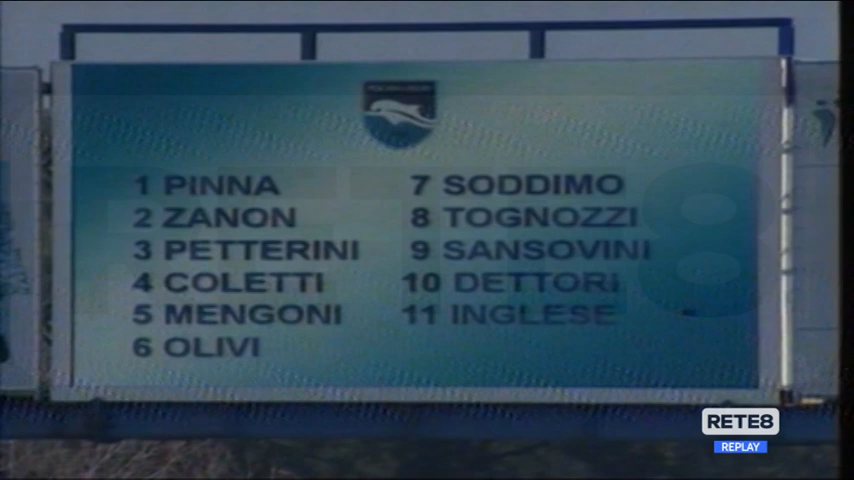 1 PINNA
2 ZANON
3 PETTERINI
4 COLETTI
5 MENGONI
6 OLIVI
7 SODDIMO
8 TOGNOZZI
9 SANSOVINI
10 DETTORI
11 INGLESE
RETE8
RETE8
REPLAY